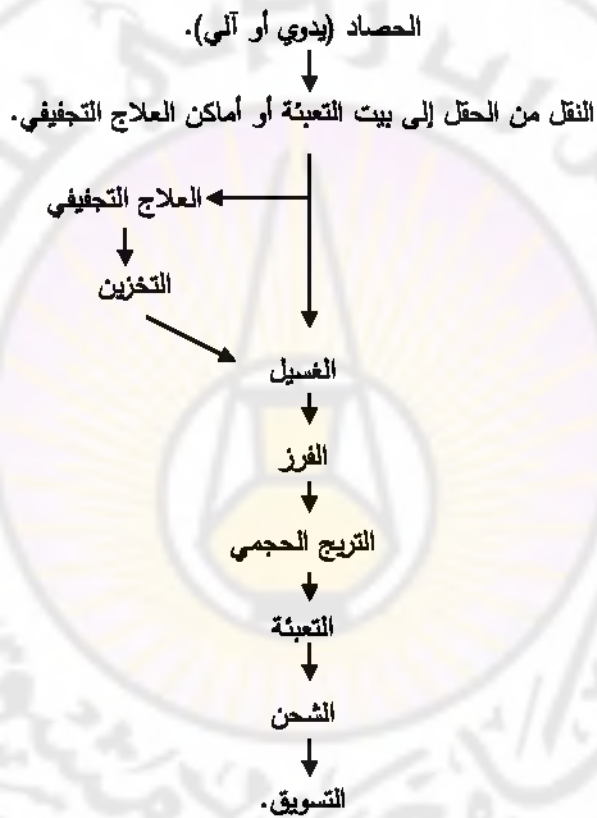 الحصاد (يدوي أو آلي).
النقل من الحقل إلى بيت التعبئة أو أماكن العلاج التجفيفي.
العلاج التجفيفي
التخزين
الغسيل
الفرز
التريج الحجمي
التعبئة
الشحن
التسويق.